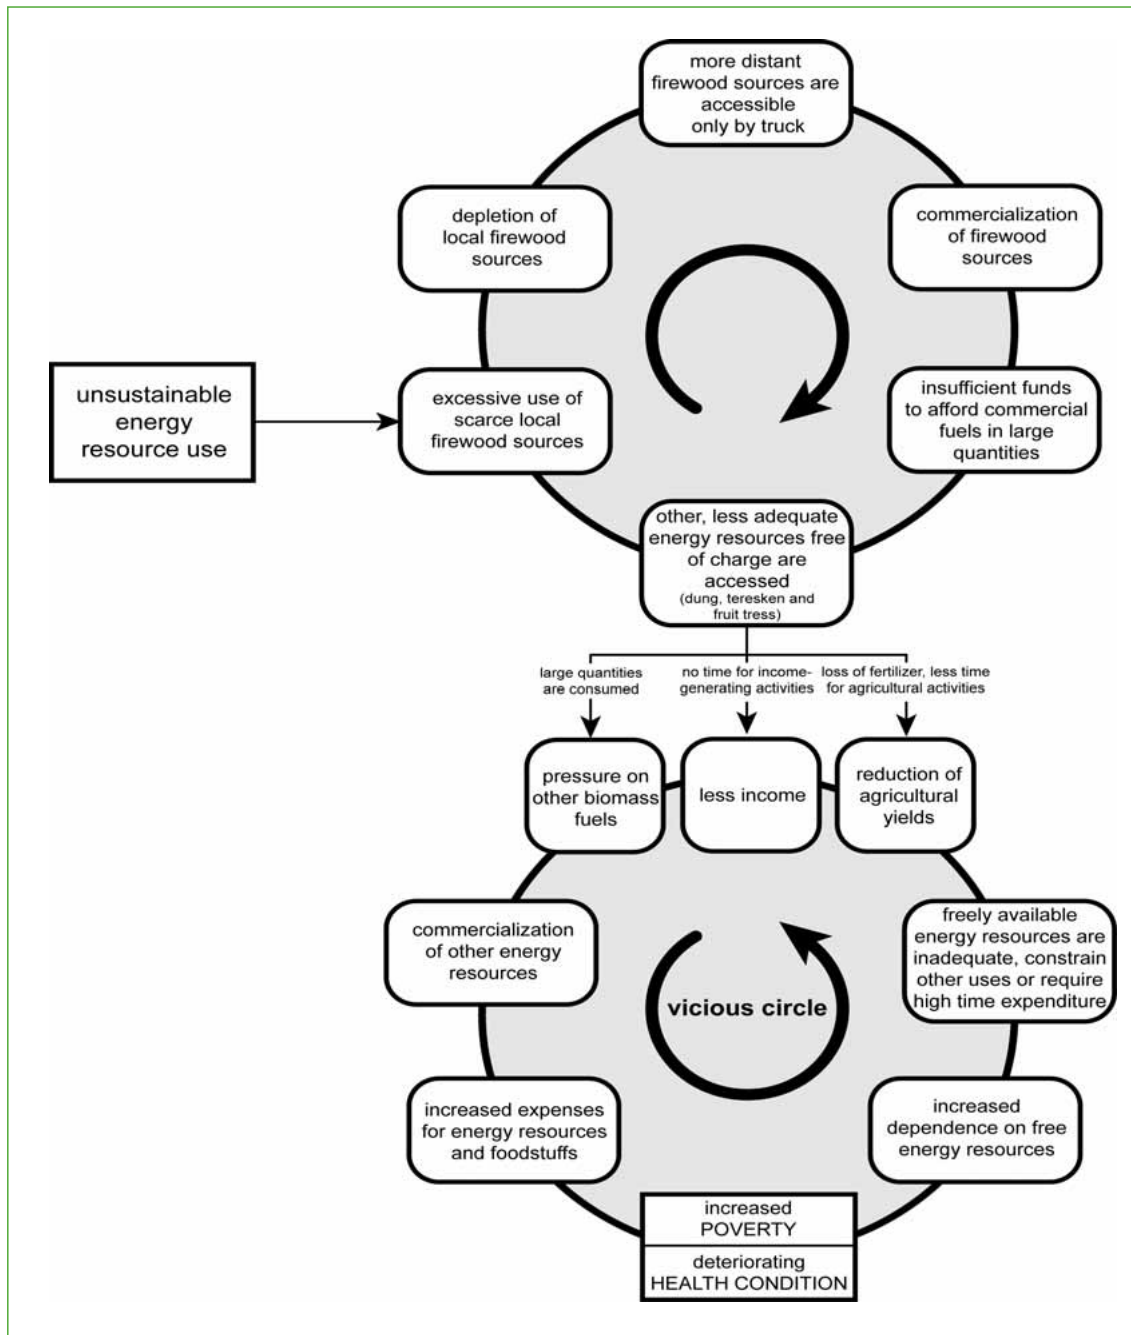 more distant
firewood sources are
accessible
only by truck
depletion of
local firewood
sources
commercialization
of firewood
sources
unsustainable
energy
resource use
excessive use of
scarce local
firewood sources
insufficient funds
to afford commercial
fuels in large
quantities
other, less adequate
energy resources free
of charge are
accessed
(dung, teresken and
fruit tress)
large quantities
are consumed
no time for income-
generating activities
loss of fertilizer, less time
for agricultural activities
pressure on
other biomass
fuels
less income
reduction of
agricultural
yields
commercialization
of other energy
resources
freely available
energy resources are
inadequate, constrain
other uses or require
high time expenditure
vicious circle
increased expenses
for energy resources
and foodstuffs
increased
dependence on free
energy resources
increased
POVERTY
deteriorating
HEALTH CONDITION